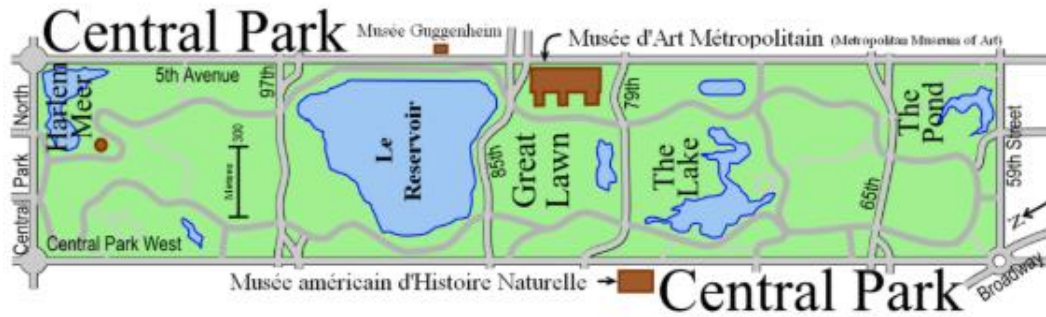 Central Park
Musée Guggenheim
Musée d'Art Métropolitain (Metropolitan Museum of Art)
5th Avenue
97th
79th
North
Park
Central
Harlem
Meer
Le
Reservoir
300
Metres
85th
Great
Lawn
The
Lake
65th
The
Pond
59th Street
N
Central Park West
Broadway
Musée américain d'Histoire Naturelle
Central Park